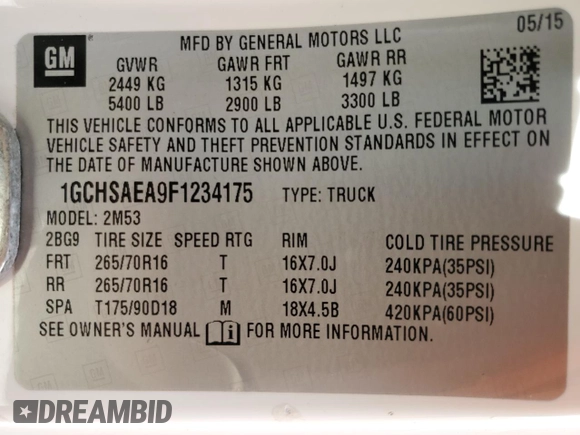 GM
MFD BY GENERAL MOTORS LLC
05/15
GVWR GAWR FRT GAWR RR
2449 KG 1315 KG 1497 KG
5400 LB 2900 LB 3300 LB
THIS VEHICLE CONFORMS TO ALL APPLICABLE U.S. FEDERAL MOTOR
VEHICLE SAFETY AND THEFT PREVENTION STANDARDS IN EFFECT ON
THE DATE OF MANUFACTURE SHOWN ABOVE.
1GCHSAEA9F1234175 TYPE: TRUCK
MODEL: 2M53
2BG9 TIRE SIZE SPEED RTG RIM COLD TIRE PRESSURE
FRT 265/70R16 T 16X7.0J 240KPA(35PSI)
RR 265/70R16 T 16X7.0J 240KPA(35PSI)
SPA T175/90D18 M 18X4.5B 420KPA(60PSI)
SEE OWNER'S MANUAL i FOR MORE INFORMATION.
DREAMBID